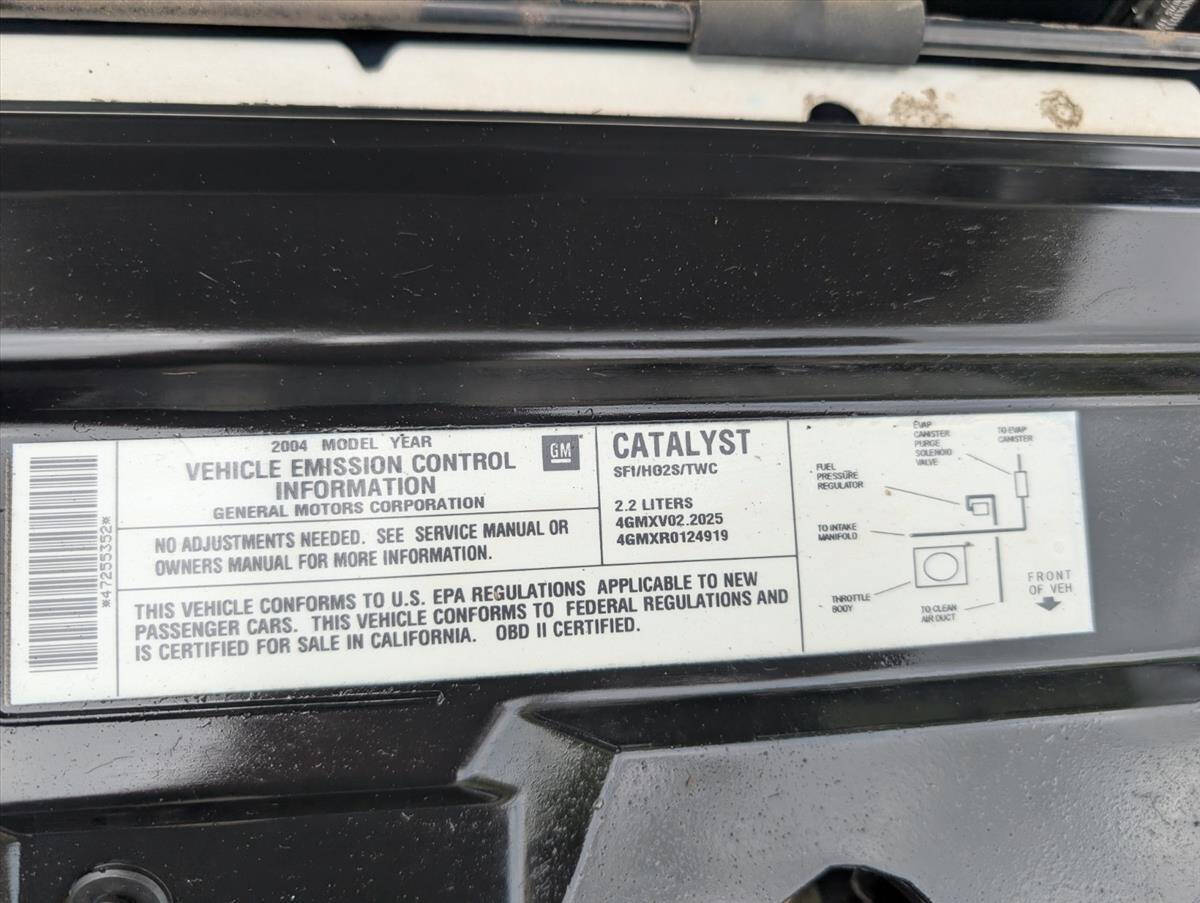 *47255352*
2004 MODEL YEAR
VEHICLE EMISSION CONTROL
INFORMATION
GENERAL MOTORS CORPORATION
GM
NO ADJUSTMENTS NEEDED. SEE SERVICE MANUAL OR
OWNERS MANUAL FOR MORE INFORMATION.
CATALYST
SFI/HO2S/TWC
2.2 LITERS
4GMXV02.2025
4GMXR0124919
THIS VEHICLE CONFORMS TO U.S. EPA REGULATIONS APPLICABLE TO NEW
PASSENGER CARS. THIS VEHICLE CONFORMS TO FEDERAL REGULATIONS AND
IS CERTIFIED FOR SALE IN CALIFORNIA. OBD II CERTIFIED.
EVAP
CANISTER
PURGE
SOLENOID
VALVE
TO EVAP
CANISTER
FUEL
PRESSURE
REGULATOR
TO INTAKE
MANIFOLD
THROTTLE
BODY
TO CLEAN
AIR DUCT
FRONT
OF VEH